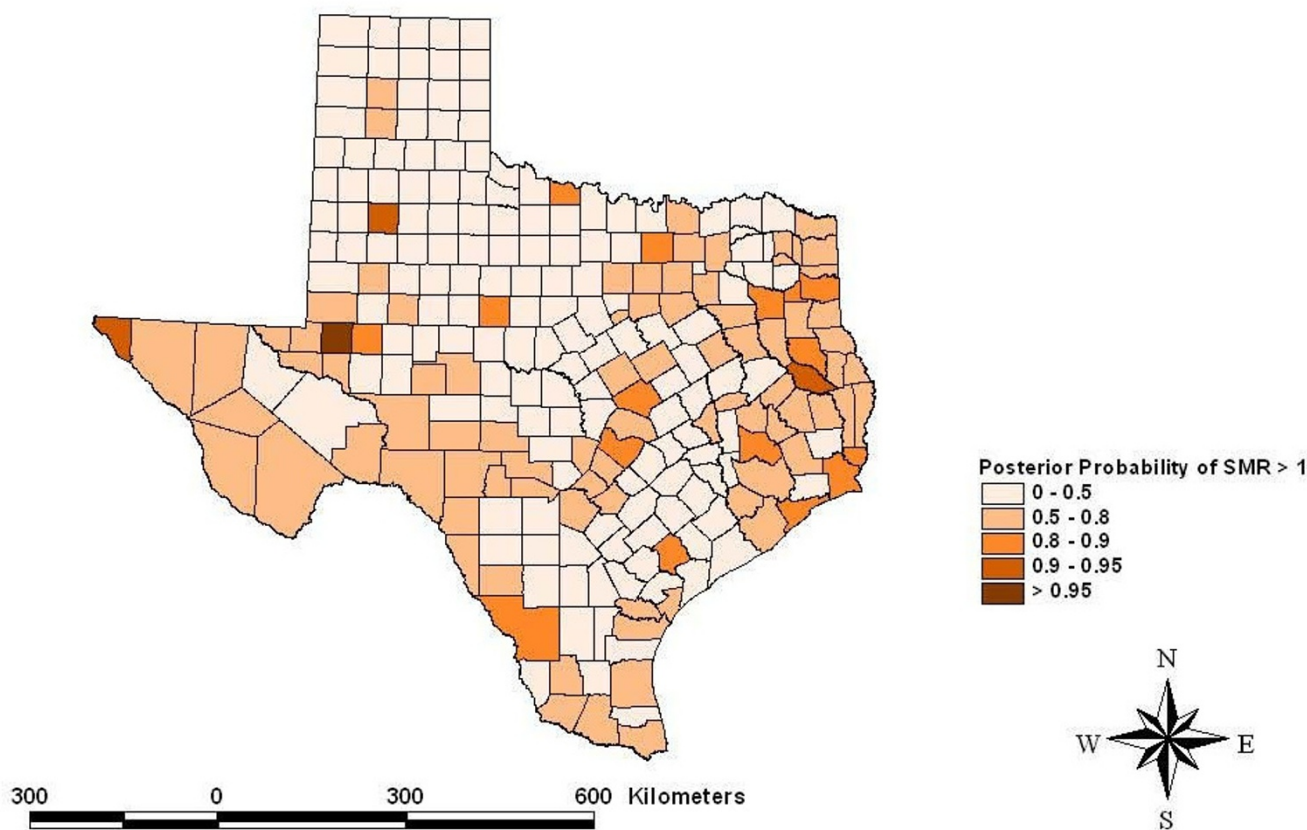 Posterior Probability of SMR > 1
0 - 0.5
0.5 - 0.8
0.8 - 0.9
0.9 - 0.95
> 0.95
N
W E
S
300 0 300 600 Kilometers